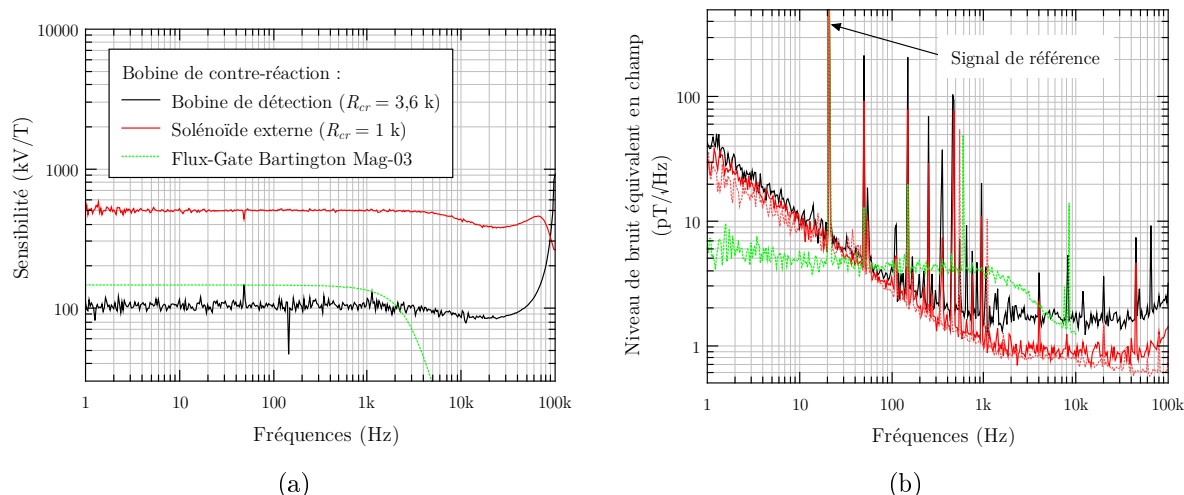 10000
1000
100
Sensibilité (kV/T)
Bobine de contre-réaction :
Bobine de détection (Rcr = 3,6 k)
Solénoïde externe (Rcr = 1 k)
Flux-Gate Bartington Mag-03
1 10 100 1k 10k 100k
Fréquences (Hz)
(a)
Niveau de bruit équivalent en champ
(pT/√Hz)
Signal de référence
100
10
1
1 10 100 1k 10k 100k
Fréquences (Hz)
(b)